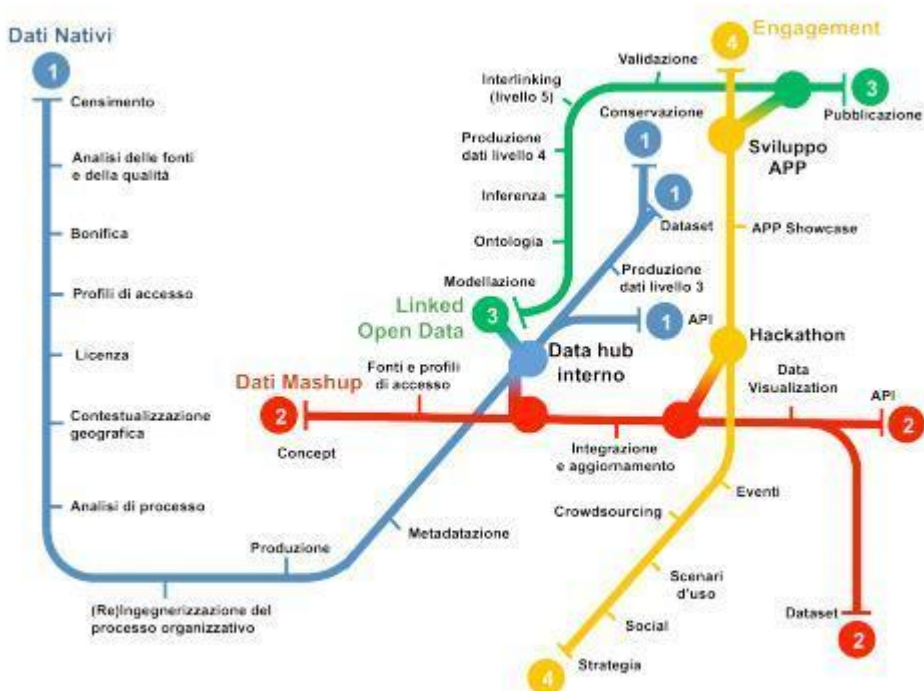 Dati Nativi
1
Censimento
Analisi delle fonti
e della qualità
Bonifica
Profili di accesso
Licenza
Contestualizzazione
geografica
Analisi di processo
(Re)Ingegnerizzazione del
processo organizzativo
Produzione
Metadatazione
Data hub
interno
Produzione
dati livello 3
Dataset
1
Conservazione
1
API
1
Dati Mashup
2
Concept
Fonti e profili
di accesso
Integrazione
e aggiornamento
Data
Visualization
API
2
Dataset
2
Linked
Open Data
3
Modellazione
Ontologia
Inferenza
Produzione
dati livello 4
Interlinking
(livello 5)
Validazione
3
Pubblicazione
Engagement
4
Sviluppo
APP
APP Showcase
Hackathon
Eventi
Crowdsourcing
Scenari
d'uso
Social
Strategia
4